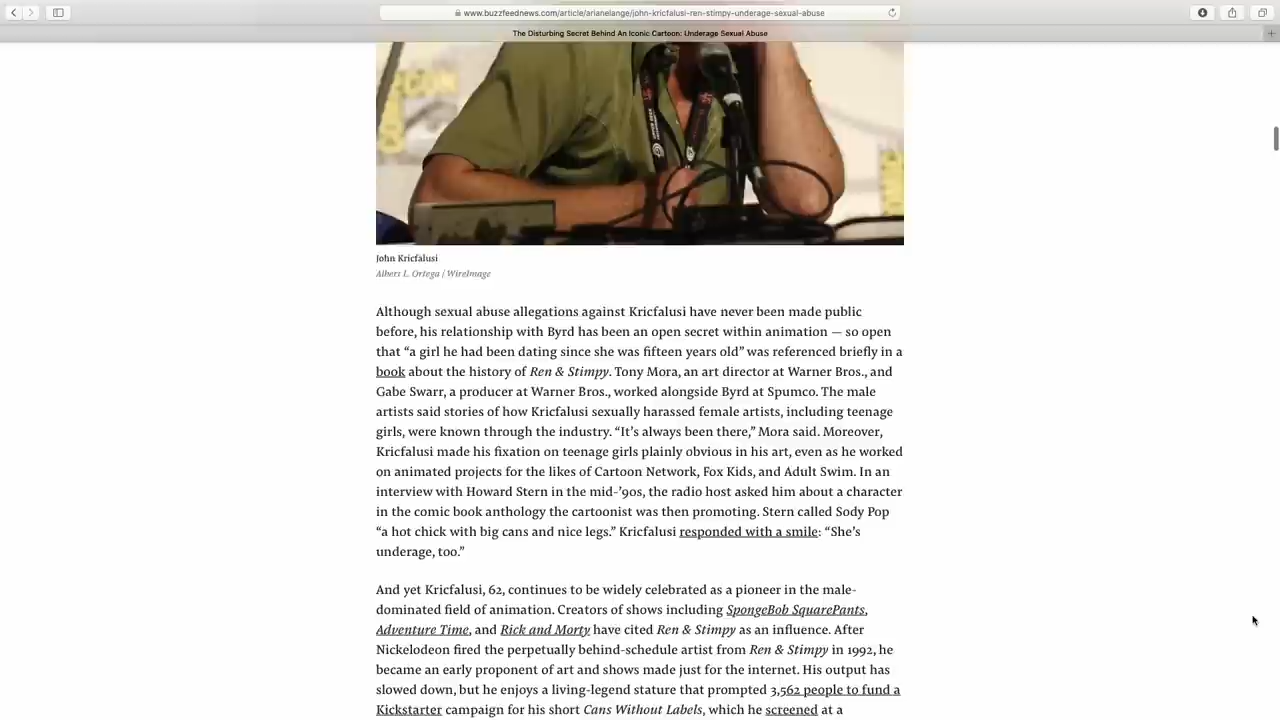 www.buzzfeednews.com/article/arianelange/john-kricfalusi-ren-stimpy-underage-sexual-abuse
The Disturbing Secret Behind An Iconic Cartoon: Underage Sexual Abuse
John Kricfalusi
Albert L. Ortega / WireImage
Although sexual abuse allegations against Kricfalusi have never been made public
before, his relationship with Byrd has been an open secret within animation — so open
that “a girl he had been dating since she was fifteen years old” was referenced briefly in a
book about the history of Ren & Stimpy. Tony Mora, an art director at Warner Bros., and
Gabe Swarr, a producer at Warner Bros., worked alongside Byrd at Spumco. The male
artists said stories of how Kricfalusi sexually harassed female artists, including teenage
girls, were known through the industry. “It’s always been there,” Mora said. Moreover,
Kricfalusi made his fixation on teenage girls plainly obvious in his art, even as he worked
on animated projects for the likes of Cartoon Network, Fox Kids, and Adult Swim. In an
interview with Howard Stern in the mid-’90s, the radio host asked him about a character
in the comic book anthology the cartoonist was then promoting. Stern called Sody Pop
“a hot chick with big cans and nice legs.” Kricfalusi responded with a smile: “She’s
underage, too.”
And yet Kricfalusi, 62, continues to be widely celebrated as a pioneer in the male-
dominated field of animation. Creators of shows including SpongeBob SquarePants,
Adventure Time, and Rick and Morty have cited Ren & Stimpy as an influence. After
Nickelodeon fired the perpetually behind-schedule artist from Ren & Stimpy in 1992, he
became an early proponent of art and shows made just for the internet. His output has
slowed down, but he enjoys a living-legend stature that prompted 3,562 people to fund a
Kickstarter campaign for his short Cans Without Labels, which he screened at a